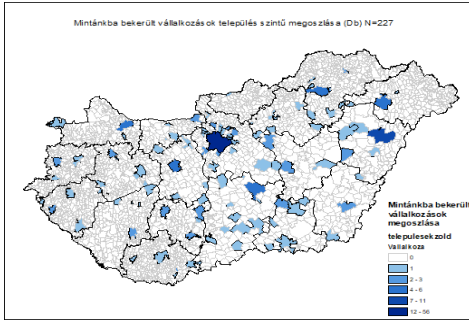 Mintánkba bekerült vállalkozások település szintű megoszlása (Db) N=227
Mintánkba bekerült
vállalkozások
megoszlása
telepulesekzold
Vallalkoza
0
1
2 - 3
4 - 6
7 - 11
12 - 56